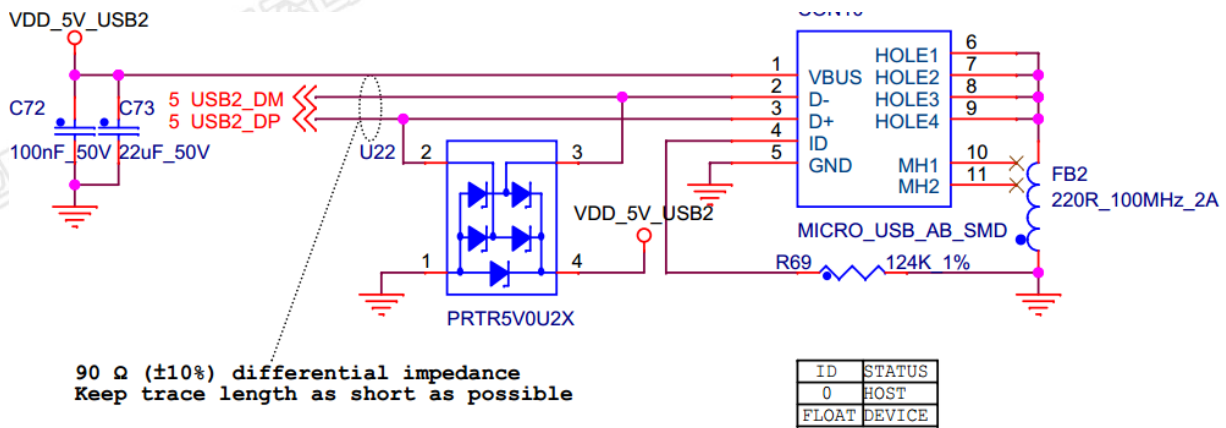 VDD_5V_USB2
C72
100nF_50V
C73
22uF_50V
5 USB2_DM
5 USB2_DP
U22
2
3
1
4
PRTR5V0U2X
VDD_5V_USB2
1
2
3
4
5
VBUS
D-
D+
ID
GND
HOLE1
HOLE2
HOLE3
HOLE4
MH1
MH2
6
7
8
9
10
11
MICRO_USB_AB_SMD
FB2
220R_100MHz_2A
R69
124K_1%
90 Ω (±10%) differential impedance
Keep trace length as short as possible
ID STATUS
0 HOST
FLOAT DEVICE